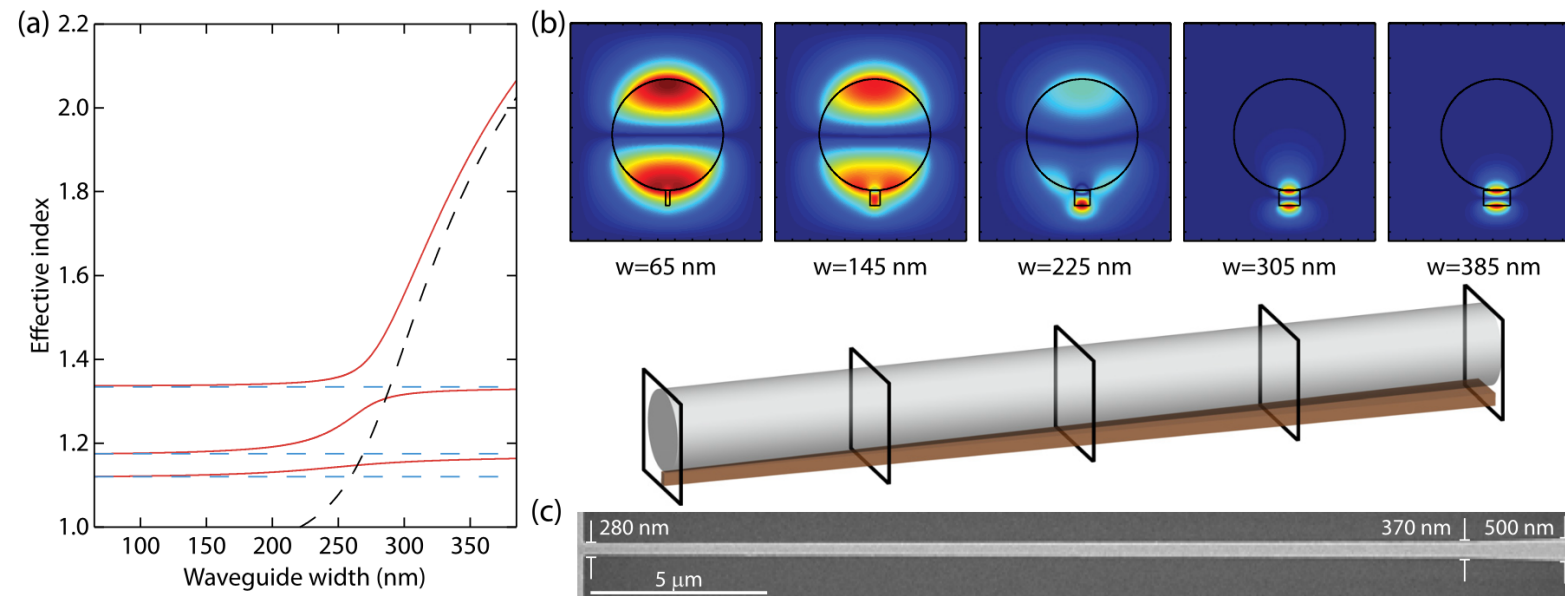 (a)
2.2
2.0
1.8
1.6
1.4
1.2
1.0
Effective index
100 150 200 250 300 350
Waveguide width (nm)
(b)
w=65 nm w=145 nm w=225 nm w=305 nm w=385 nm
(c)
280 nm 370 nm 500 nm
5 μm